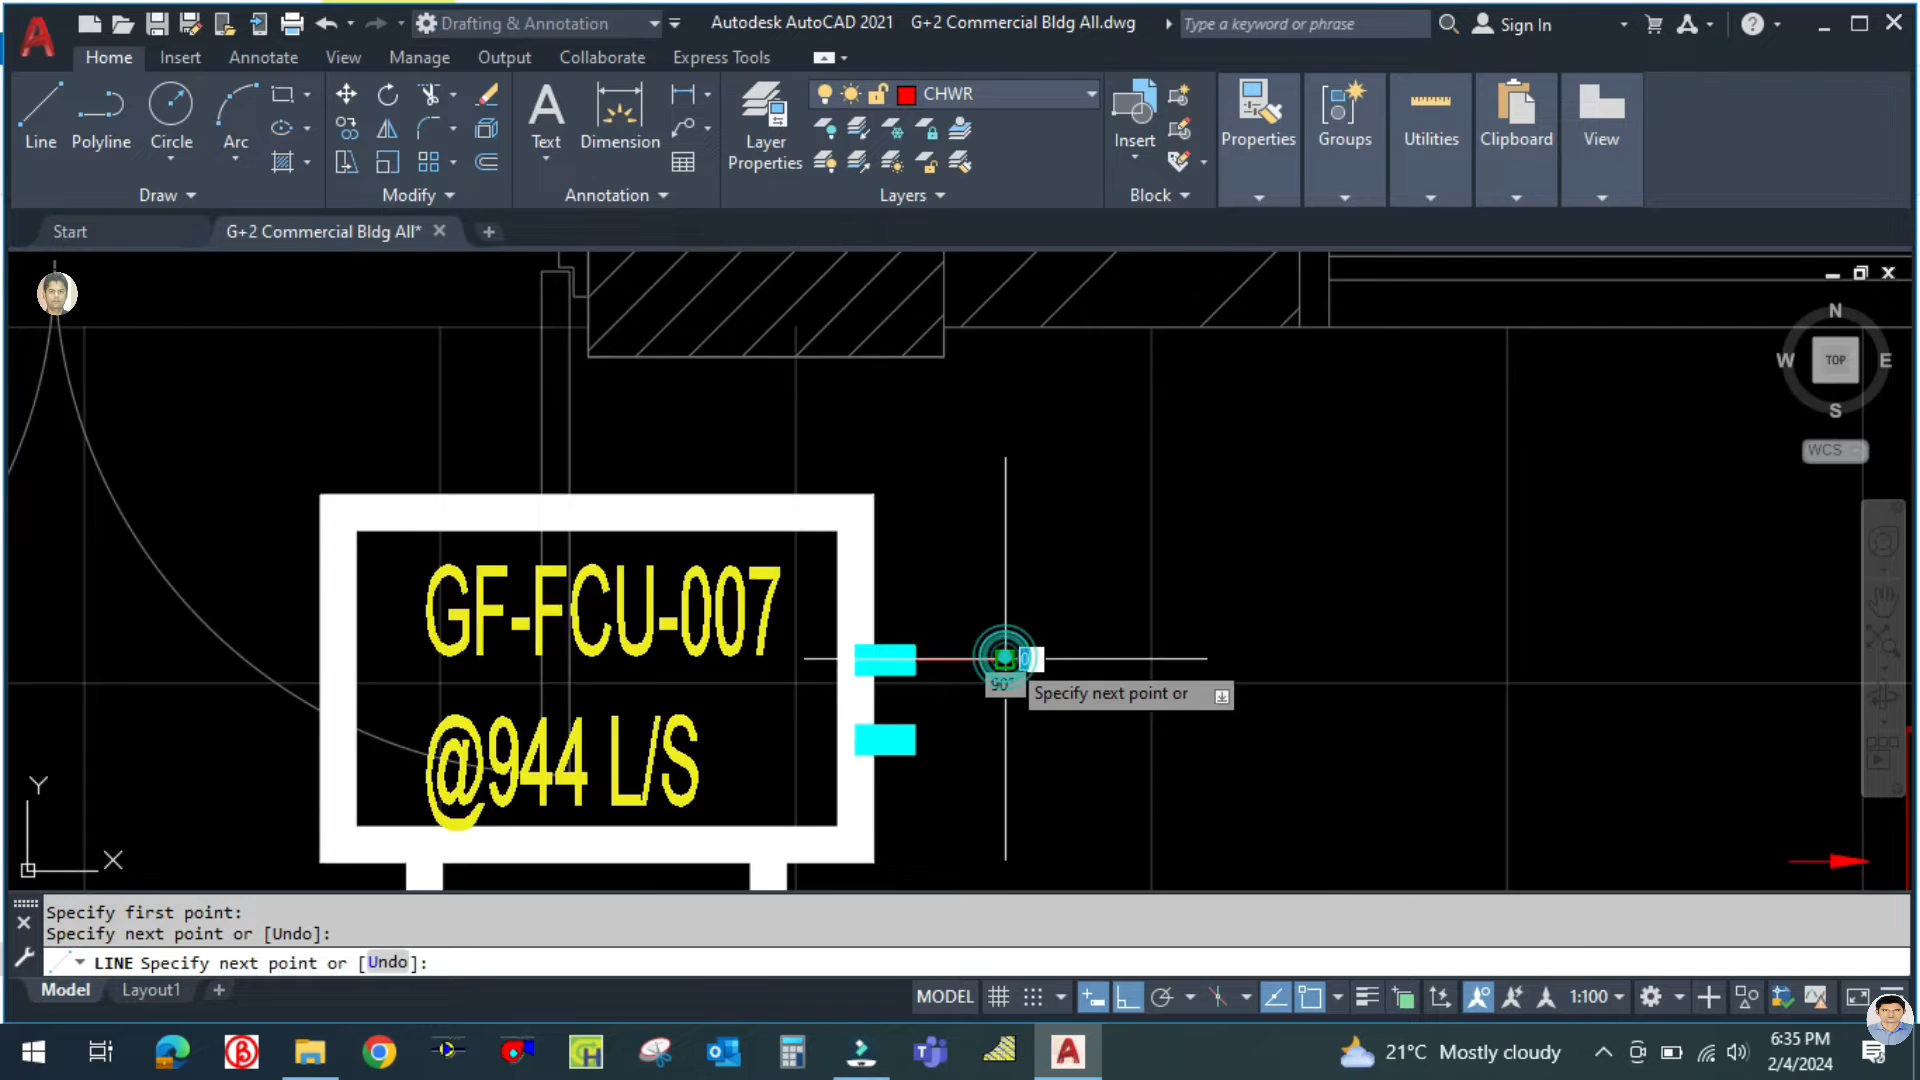 Drafting & Annotation
Autodesk AutoCAD 2021 G+2 Commercial Bldg All.dwg
Type a keyword or phrase
Sign In
Home Insert Annotate View Manage Output Collaborate Express Tools
CHWR
Line Polyline Circle Arc
Text Dimension
Layer Properties
Insert
Properties Groups Utilities Clipboard View
Draw Modify Annotation Layers Block
Start G+2 Commercial Bldg All*
N
W TOP E
S
WCS
GF-FCU-007
@944 L/S
0
90°
Specify next point or
Y
X
Specify first point:
Specify next point or [Undo]:
LINE Specify next point or [Undo]:
Model Layout1
MODEL
1:100
21°C Mostly cloudy
6:35 PM
2/4/2024